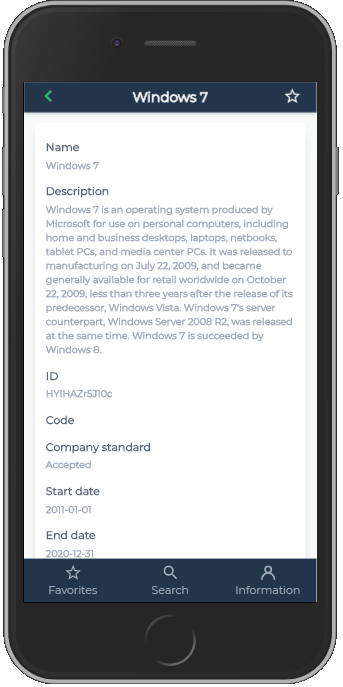 Windows 7
Name
Windows 7
Description
Windows 7 is an operating system produced by
Microsoft for use on personal computers, including
home and business desktops, laptops, netbooks,
tablet PCs, and media center PCs. It was released to
manufacturing on July 22, 2009, and became
generally available for retail worldwide on October
22, 2009, less than three years after the release of its
predecessor, Windows Vista. Windows 7's server
counterpart, Windows Server 2008 R2, was released
at the same time. Windows 7 is succeeded by
Windows 8.
ID
HYIHAZr5J10c
Code
Company standard
Accepted
Start date
2011-01-01
End date
2020-12-31
Favorites
Search
Information